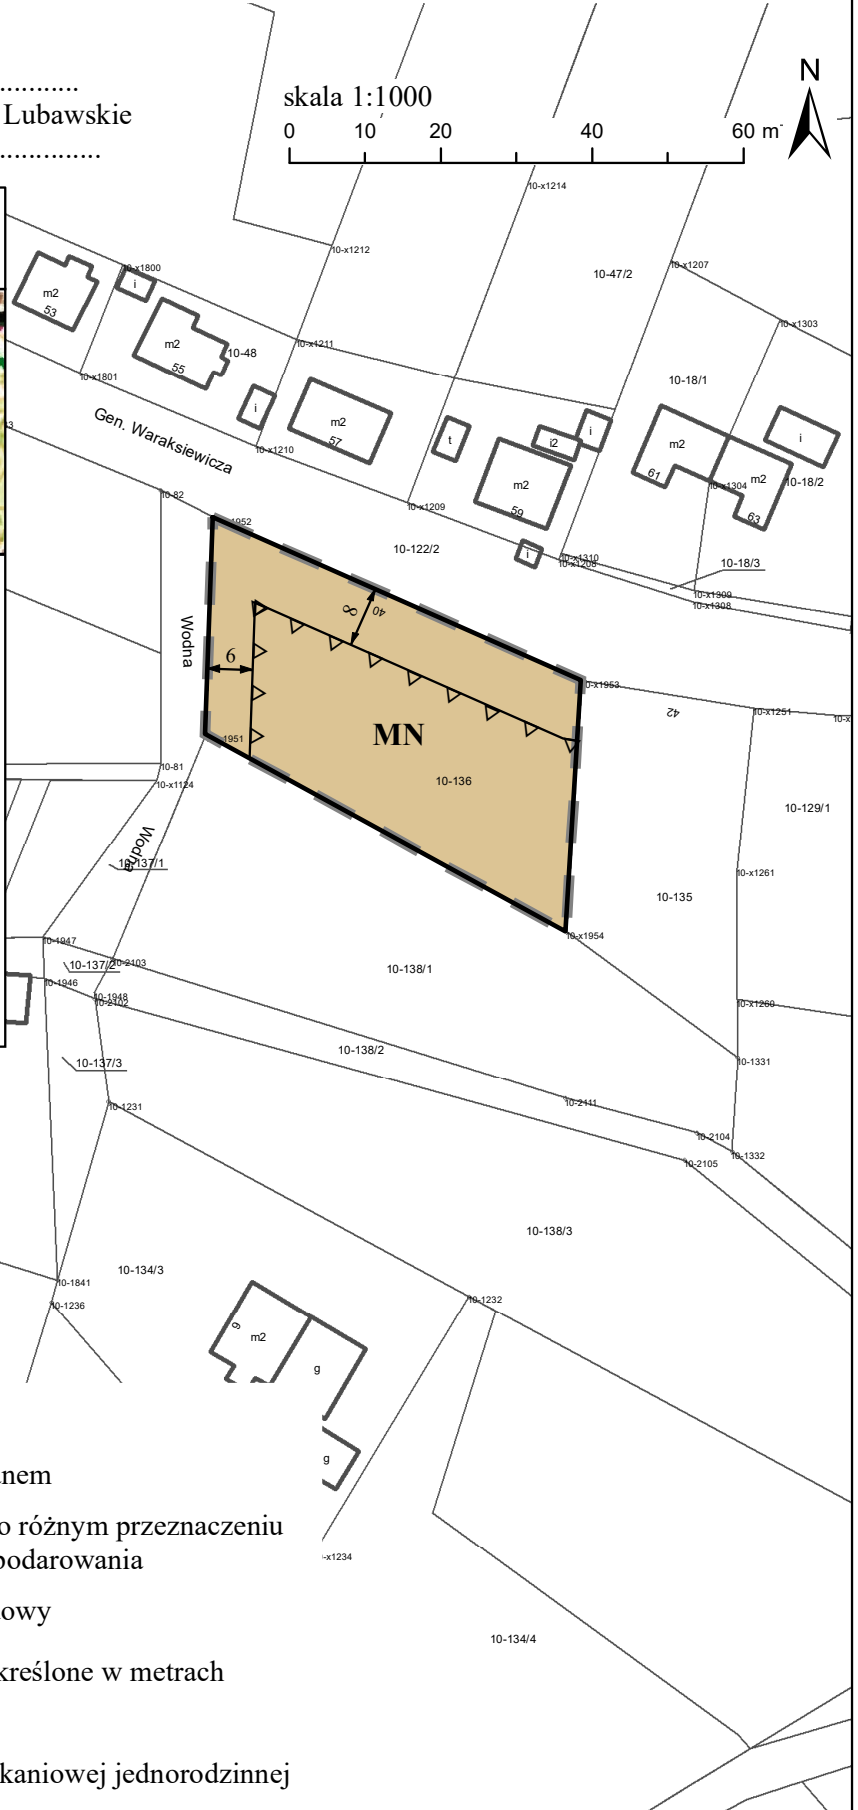 ...........
Lubawskie
..............
skala 1:1000
N
0 10 20 40 60 m
10-x1214
10-x1212
10-47/2
10-x1207
10-x1800
i
m2
53
10-x1303
m2
55
10-48
10-x1211
10-x1801
10-18/1
i
m2
57
t
i2
i
m2
61
i
Gen. Waraksiewicza
10-x1210
m2
59
10-x1304
m2
63
10-18/2
10-82
10-x1209
1952
10-122/2
i
10-x1310
10-x1208
10-18/3
10-x1309
10-x1308
8
40
Wodna
6
0-x1953
42
10-x1251
10-x
MN
1951
10-81
10-136
10-x1124
10-129/1
Wodna
10-137/1
10-x1261
10-135
10-1947
10-x1954
10-137/2
10-2103
10-138/1
10-1946
10-1948
10-2102
10-x1260
10-138/2
10-137/3
10-1331
10-1231
10-2111
10-2104
10-1332
10-2105
10-138/3
10-134/3
10-1841
10-1232
10-1236
9
m2
g
g
nem
o różnym przeznaczeniu
podarowania
-x1234
owy
10-134/4
kreślone w metrach
kaniowej jednorodzinnej